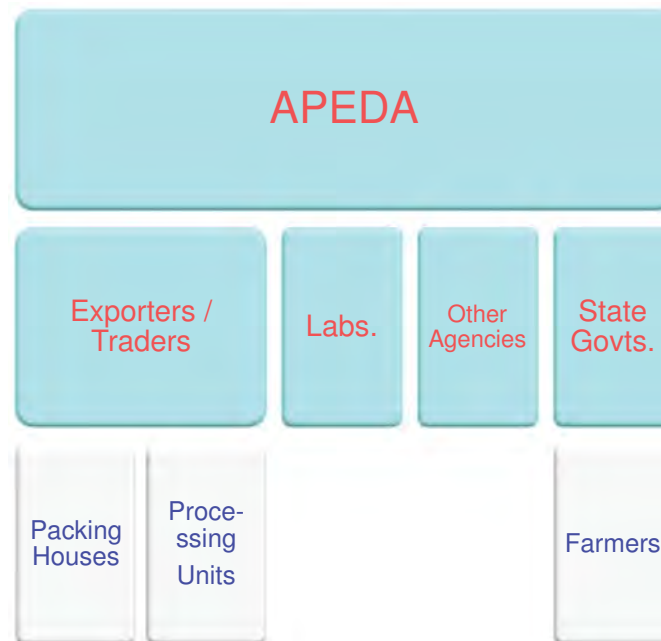 APEDA
Exporters /
Traders
Labs.
Other
Agencies
State
Govts.
Packing
Houses
Proce-
ssing
Units
Farmers